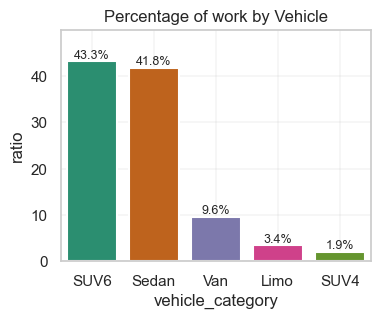 Percentage of work by Vehicle
ratio
40
30
20
10
0
43.3%
41.8%
9.6%
3.4%
1.9%
SUV6 Sedan Van Limo SUV4
vehicle_category